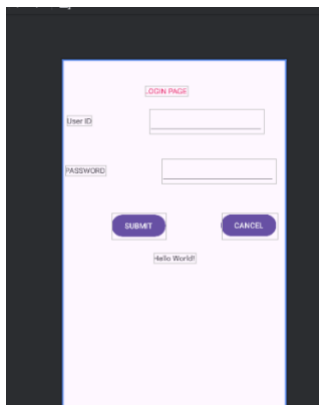 LOGIN PAGE
User ID
PASSWORD
SUBMIT CANCEL
Hello World!